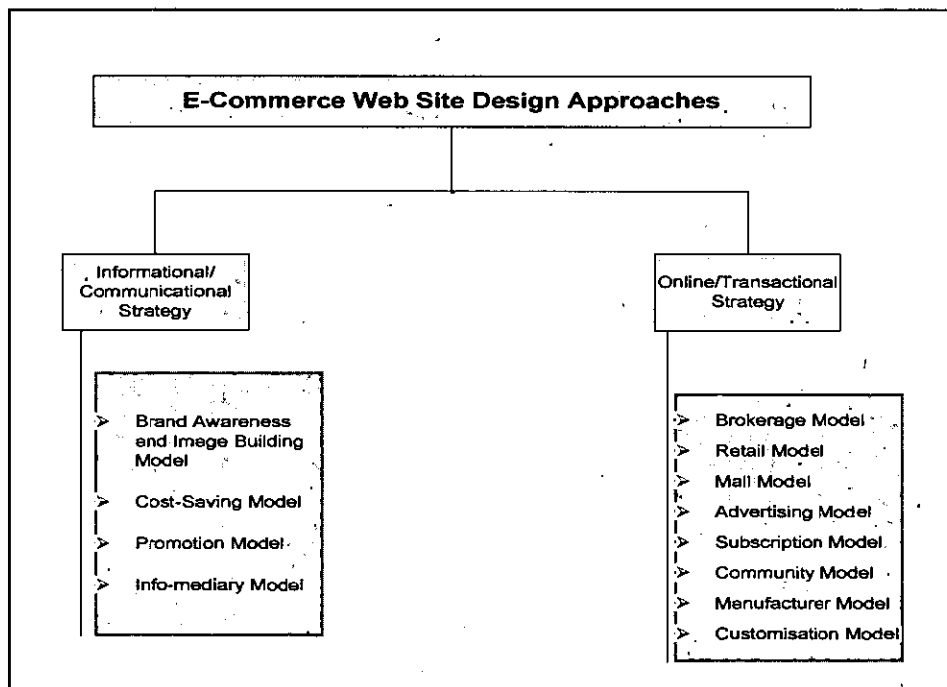 E-Commerce Web Site Design Approaches
Informational/
Communicational
Strategy
Online/Transactional
Strategy
Brand Awareness
and Image Building
Model
Cost-Saving Model
Promotion Model
Info-mediary Model
Brokerage Model
Retail Model
Mall Model
Advertising Model
Subscription Model
Community Model
Menufacturer Model
Customisation Model